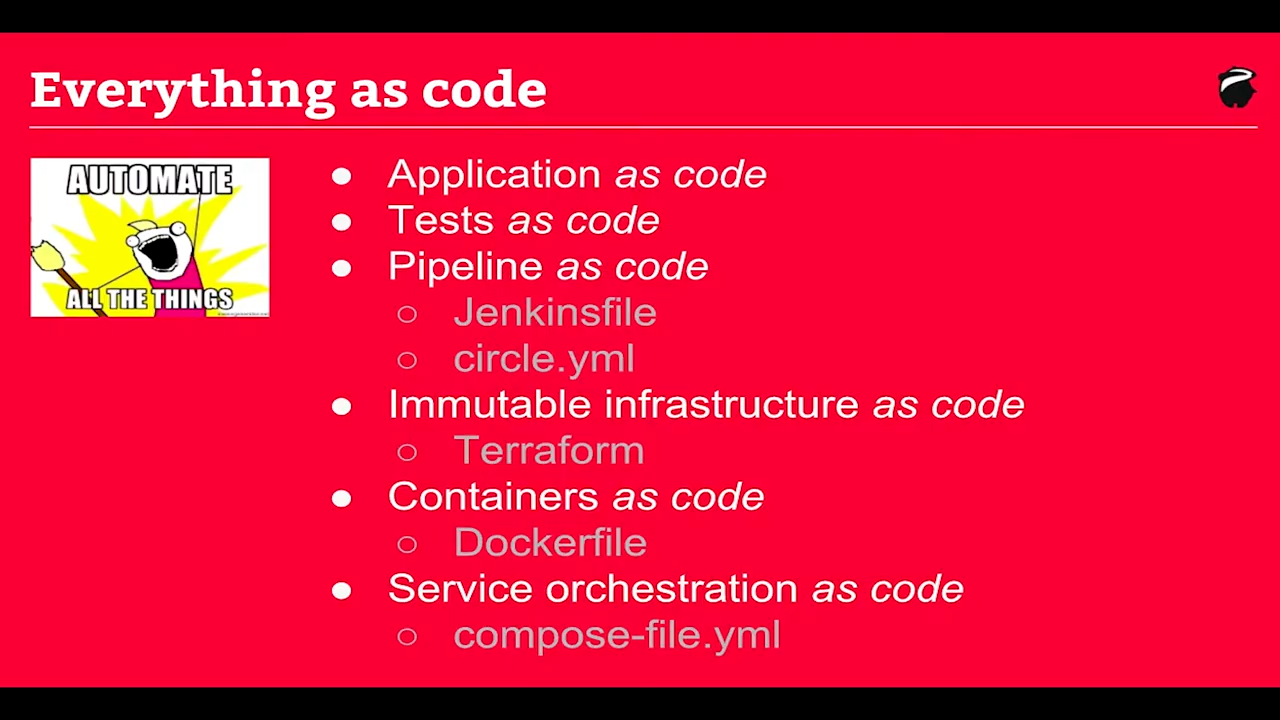 Everything as code
AUTOMATE
ALL THE THINGS
● Application as code
● Tests as code
● Pipeline as code
○ Jenkinsfile
○ circle.yml
● Immutable infrastructure as code
○ Terraform
● Containers as code
○ Dockerfile
● Service orchestration as code
○ compose-file.yml